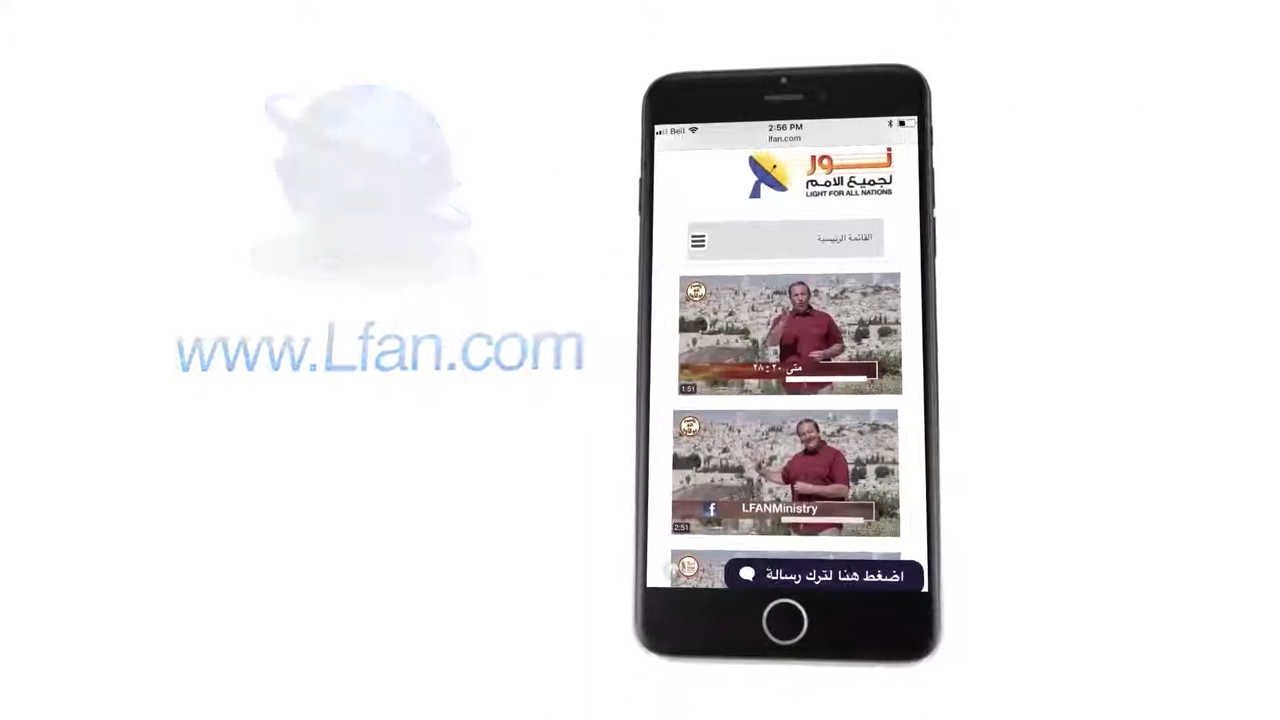 www.Lfan.com
Bell
2:56 PM
lfan.com
نور
لجميع الامم
LIGHT FOR ALL NATIONS
القائمة الرئيسية
متى ٢٠ : ٢٨
1:51
LFANMinistry
2:51
اضغط هنا لترك رسالة